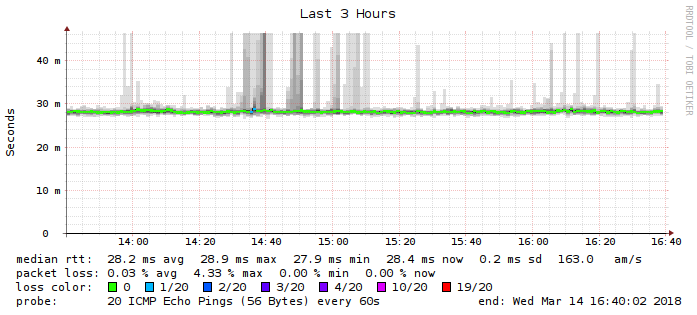 Last 3 Hours
RRDTOOL / TOBI OETIKER
Seconds
40 m
30 m
20 m
10 m
0
14:00 14:20 14:40 15:00 15:20 15:40 16:00 16:20 16:40
median rtt: 28.2 ms avg 28.9 ms max 27.9 ms min 28.4 ms now 0.2 ms sd 163.0 am/s
packet loss: 0.03 % avg 4.33 % max 0.00 % min 0.00 % now
loss color: 0 1/20 2/20 3/20 4/20 10/20 19/20
probe: 20 ICMP Echo Pings (56 Bytes) every 60s end: Wed Mar 14 16:40:02 2018